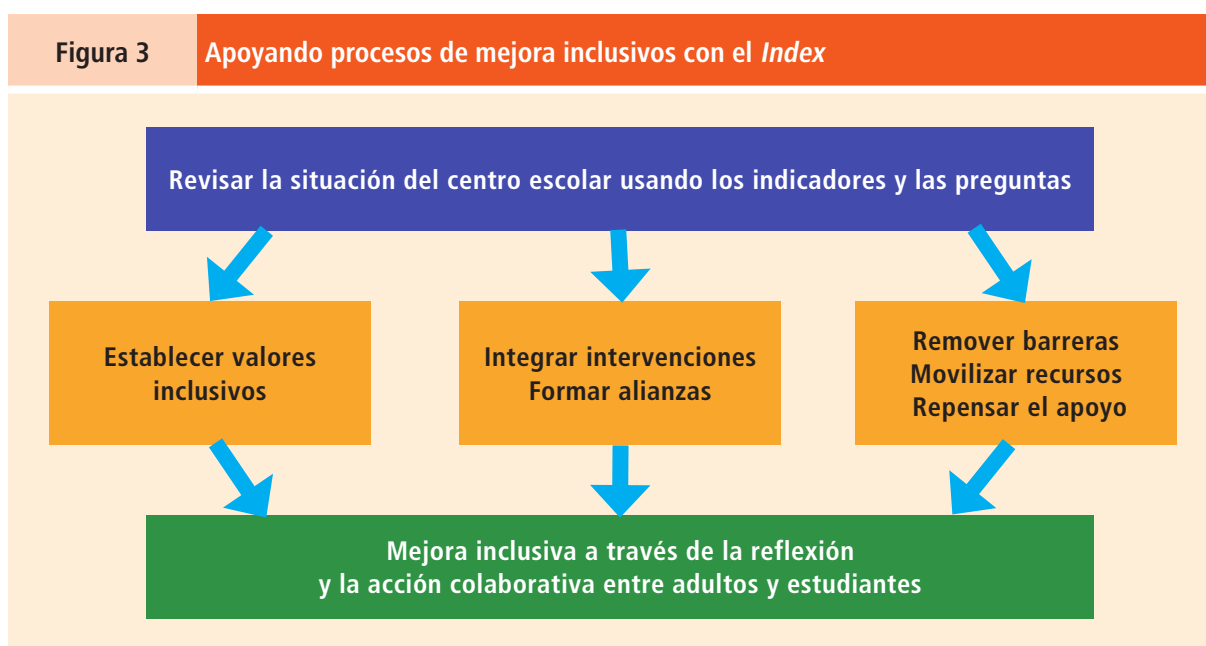 Figura 3
Apoyando procesos de mejora inclusivos con el Index
Revisar la situación del centro escolar usando los indicadores y las preguntas
Establecer valores
inclusivos
Integrar intervenciones
Formar alianzas
Remover barreras
Movilizar recursos
Repensar el apoyo
Mejora inclusiva a través de la reflexión
y la acción colaborativa entre adultos y estudiantes